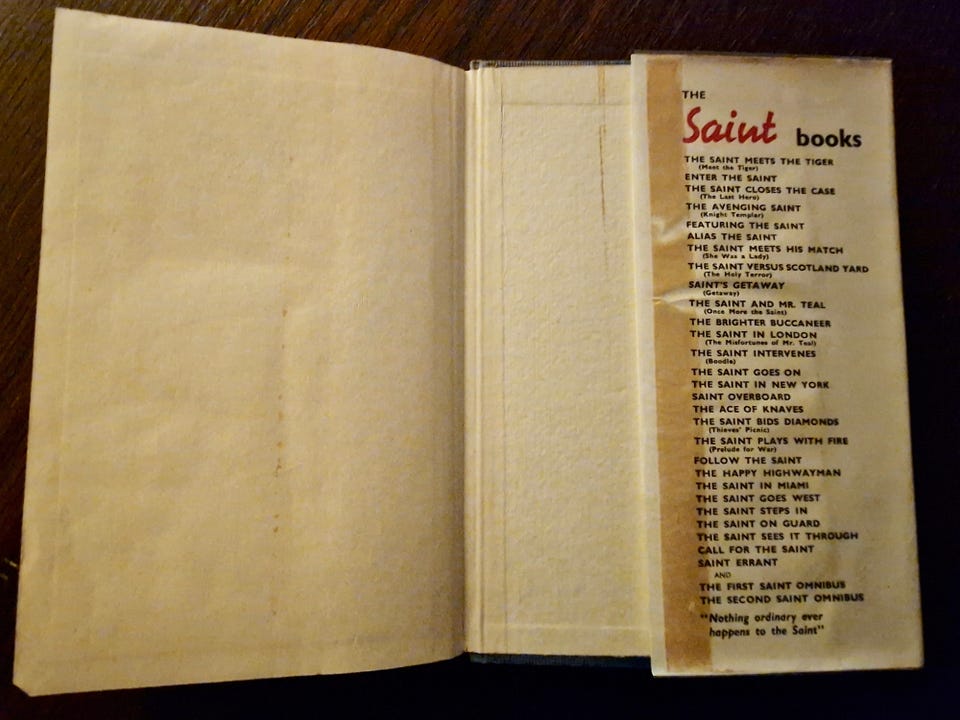 THE
Saint books
THE SAINT MEETS THE TIGER
(Meet the Tiger)
ENTER THE SAINT
THE SAINT CLOSES THE CASE
(The Last Hero)
THE AVENGING SAINT
(Knight Templar)
FEATURING THE SAINT
ALIAS THE SAINT
THE SAINT MEETS HIS MATCH
(She Was a Lady)
THE SAINT VERSUS SCOTLAND YARD
(The Holy Terror)
SAINT'S GETAWAY
(Getaway)
THE SAINT AND MR. TEAL
(Once More the Saint)
THE BRIGHTER BUCCANEER
THE SAINT IN LONDON
(The Misfortunes of Mr. Teal)
THE SAINT INTERVENES
(Boodle)
THE SAINT GOES ON
THE SAINT IN NEW YORK
SAINT OVERBOARD
THE ACE OF KNAVES
THE SAINT BIDS DIAMONDS
(Thieves' Picnic)
THE SAINT PLAYS WITH FIRE
(Prelude for War)
FOLLOW THE SAINT
THE HAPPY HIGHWAYMAN
THE SAINT IN MIAMI
THE SAINT GOES WEST
THE SAINT STEPS IN
THE SAINT ON GUARD
THE SAINT SEES IT THROUGH
CALL FOR THE SAINT
SAINT ERRANT
AND
THE FIRST SAINT OMNIBUS
THE SECOND SAINT OMNIBUS
"Nothing ordinary ever
happens to the Saint"